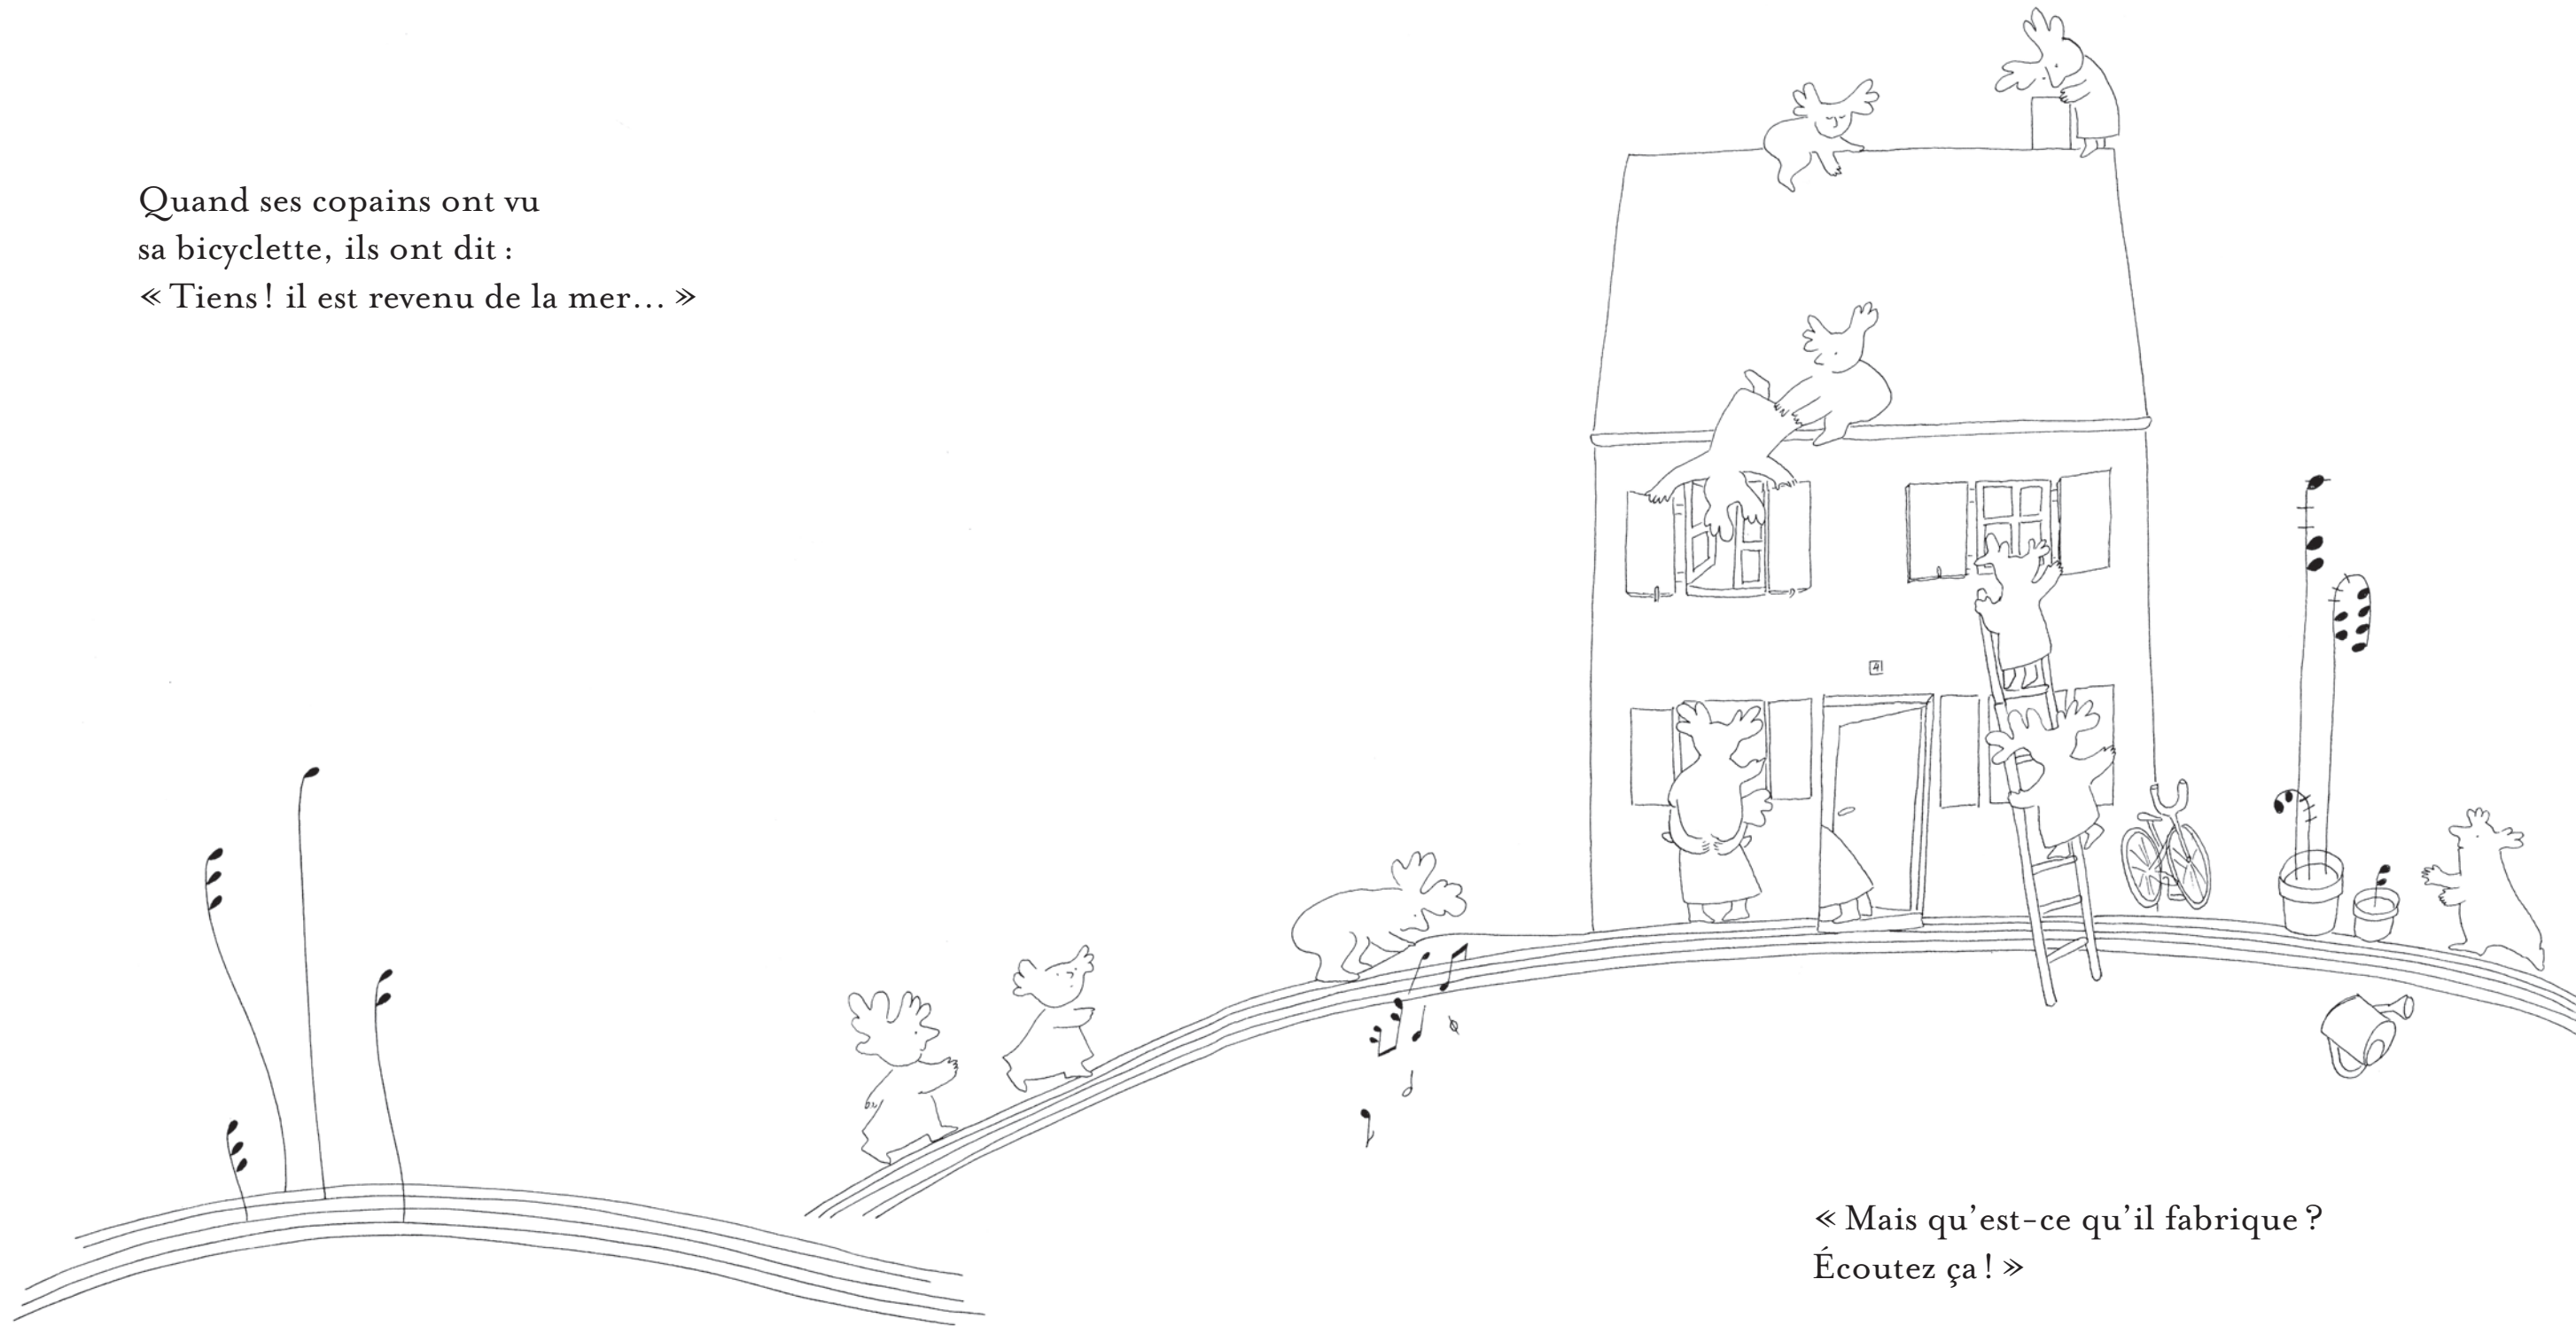 Quand ses copains ont vu
sa bicyclette, ils ont dit :
« Tiens ! il est revenu de la mer… »
4
« Mais qu’est-ce qu’il fabrique ?
Écoutez ça ! »